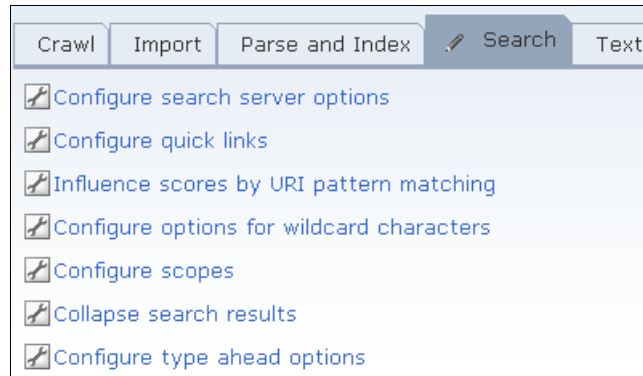 Crawl Import Parse and Index Search Text
Configure search server options
Configure quick links
Influence scores by URI pattern matching
Configure options for wildcard characters
Configure scopes
Collapse search results
Configure type ahead options